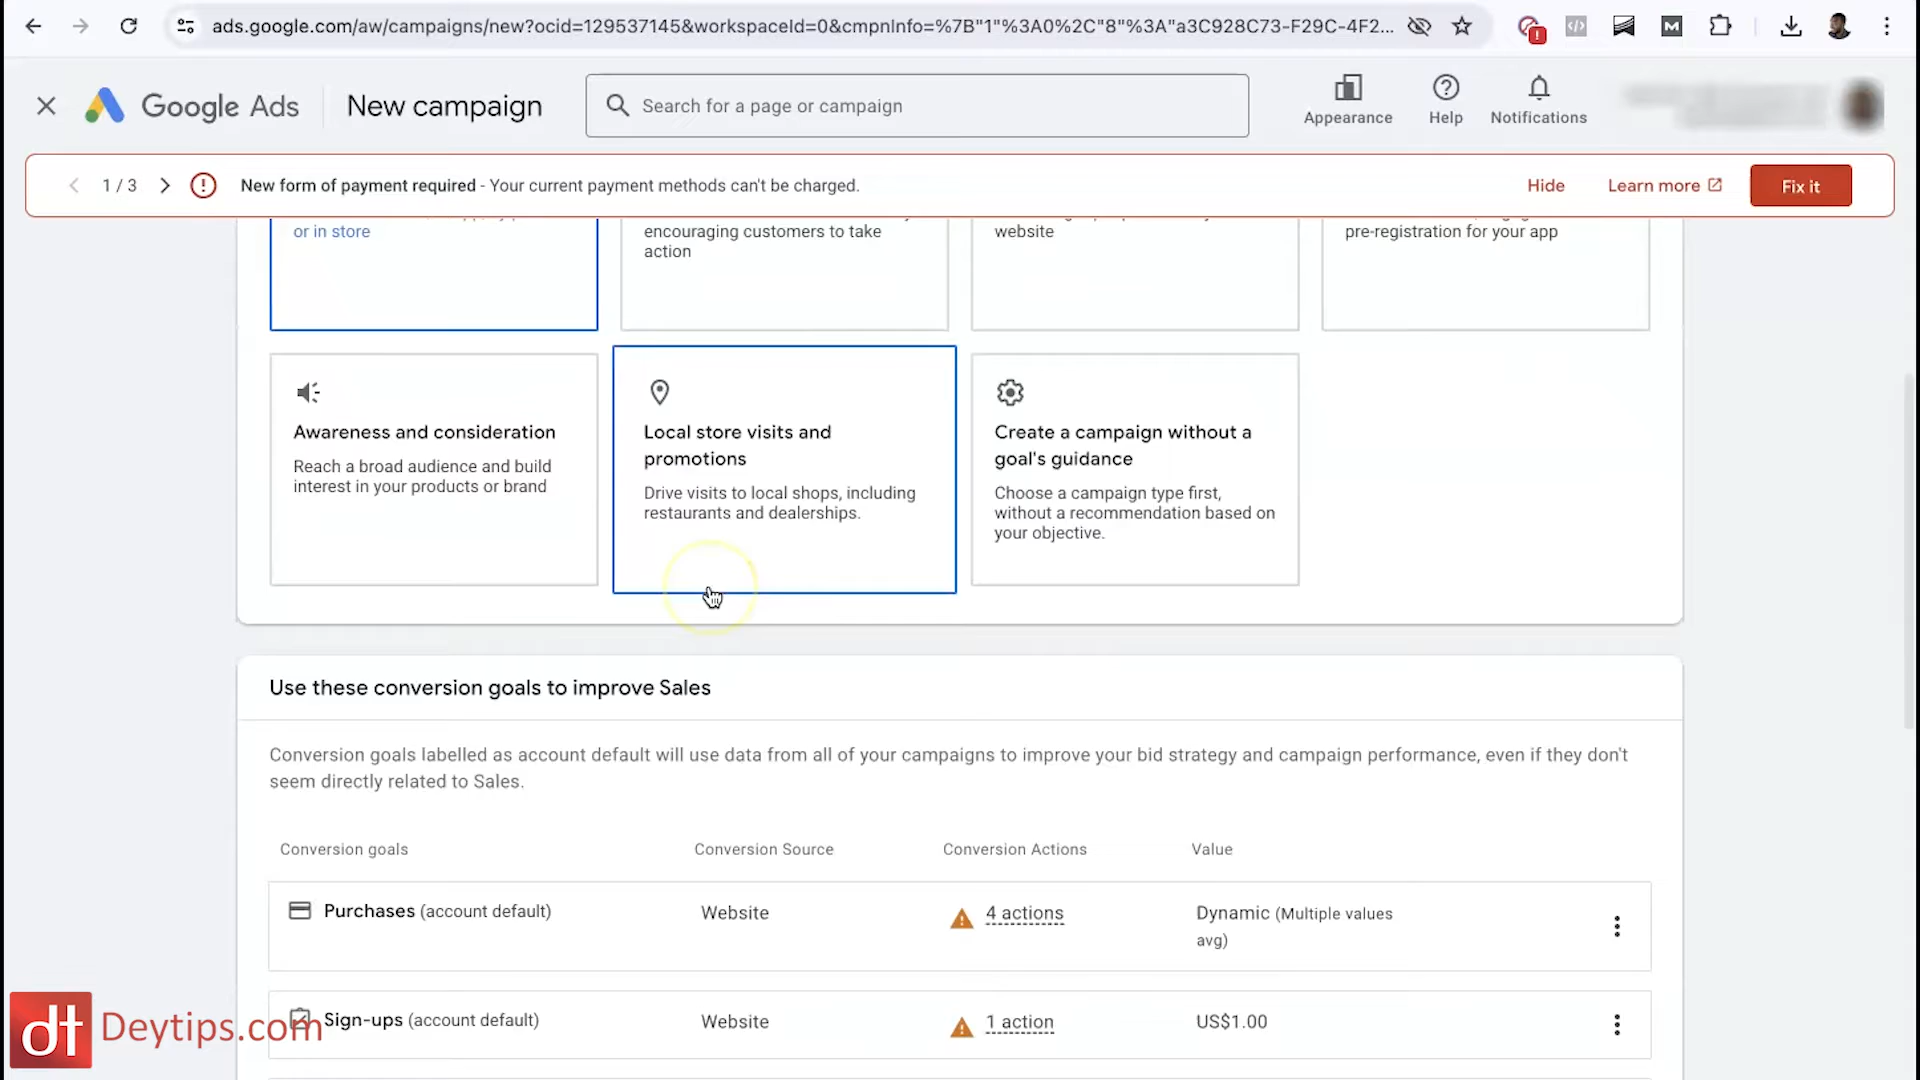 ads.google.com/aw/campaigns/new?ocid=129537145&workspaceId=0&cmpnInfo=%7B"1"%3A0%2C"8"%3A"a3C928C73-F29C-4F2...
Google Ads
New campaign
Search for a page or campaign
Appearance
Help
Notifications
1 / 3
New form of payment required - Your current payment methods can't be charged.
Hide
Learn more
Fix it
or in store
encouraging customers to take
action
website
pre-registration for your app
Awareness and consideration
Reach a broad audience and build
interest in your products or brand
Local store visits and
promotions
Drive visits to local shops, including
restaurants and dealerships.
Create a campaign without a
goal's guidance
Choose a campaign type first,
without a recommendation based on
your objective.
Use these conversion goals to improve Sales
Conversion goals labelled as account default will use data from all of your campaigns to improve your bid strategy and campaign performance, even if they don't
seem directly related to Sales.
Conversion goals
Conversion Source
Conversion Actions
Value
Purchases (account default)
Website
4 actions
Dynamic (Multiple values
avg)
Sign-ups (account default)
Website
1 action
US$1.00
dt Deytips.com